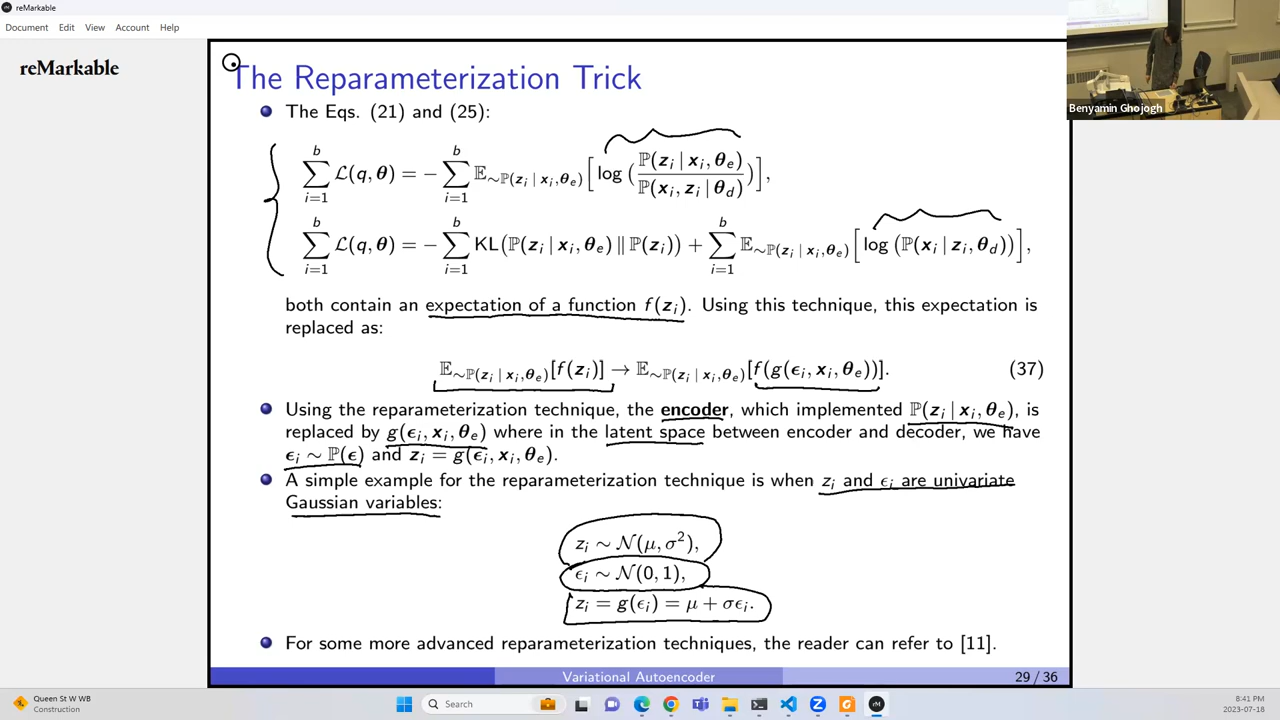 reMarkable
Document Edit View Account Help
reMarkable
Benyamin Ghojogh
The Reparameterization Trick
The Eqs. (21) and (25):
∑_{i=1}^{b} ℒ(q, θ) = − ∑_{i=1}^{b} 𝔼_{∼ℙ(z_i | x_i, θ_e)} [log (ℙ(z_i | x_i, θ_e) / ℙ(x_i, z_i | θ_d))],
∑_{i=1}^{b} ℒ(q, θ) = − ∑_{i=1}^{b} KL(ℙ(z_i | x_i, θ_e) ‖ ℙ(z_i)) + ∑_{i=1}^{b} 𝔼_{∼ℙ(z_i | x_i, θ_e)} [log (ℙ(x_i | z_i, θ_d))],
both contain an expectation of a function f(z_i). Using this technique, this expectation is
replaced as:
𝔼_{∼ℙ(z_i | x_i, θ_e)}[f(z_i)] → 𝔼_{∼ℙ(z_i | x_i, θ_e)}[f(g(ϵ_i, x_i, θ_e))]. (37)
Using the reparameterization technique, the encoder, which implemented ℙ(z_i | x_i, θ_e), is
replaced by g(ϵ_i, x_i, θ_e) where in the latent space between encoder and decoder, we have
ϵ_i ∼ ℙ(ϵ) and z_i = g(ϵ_i, x_i, θ_e).
A simple example for the reparameterization technique is when z_i and ϵ_i are univariate
Gaussian variables:
z_i ∼ 𝒩(μ, σ²),
ϵ_i ∼ 𝒩(0, 1),
z_i = g(ϵ_i) = μ + σϵ_i.
For some more advanced reparameterization techniques, the reader can refer to [11].
Variational Autoencoder 29 / 36
Queen St W WB
Construction
Search
8:41 PM
2023-07-18